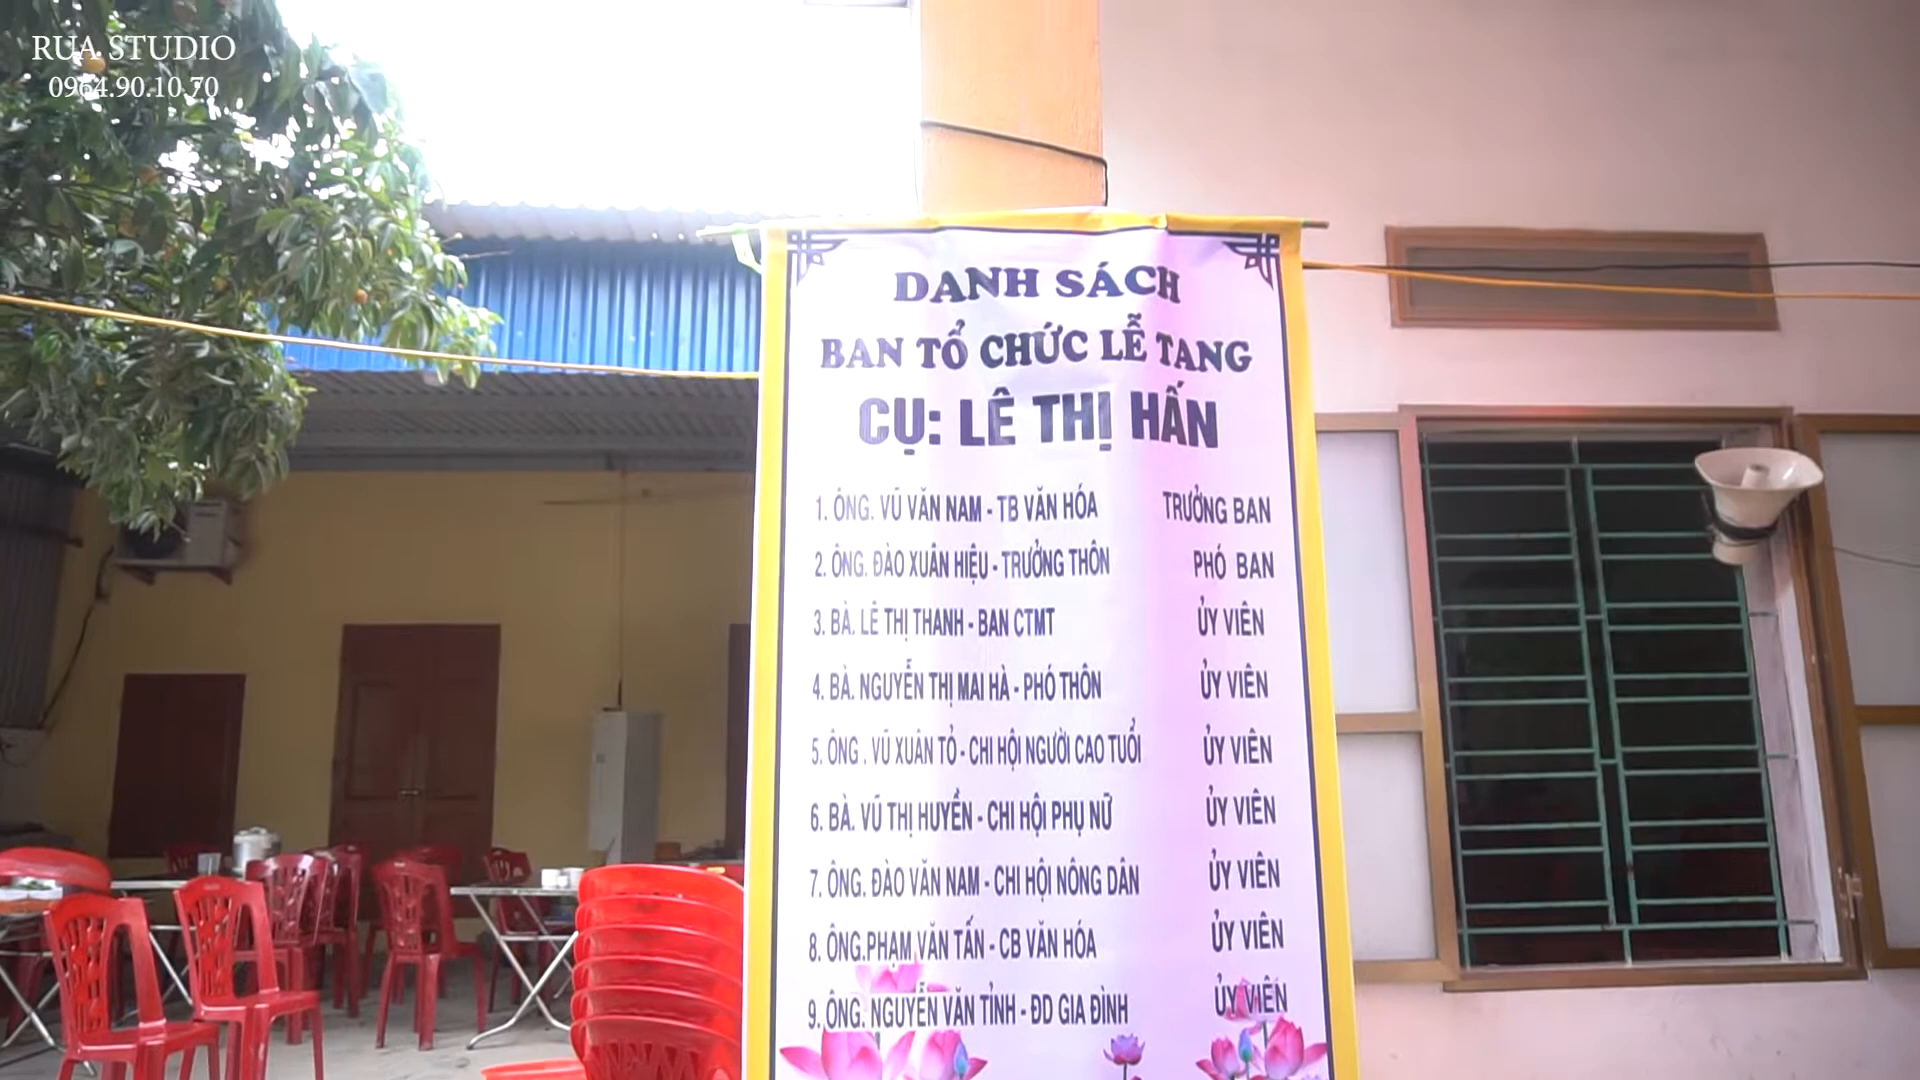 RUA STUDIO
0964.90.10.70
DANH SÁCH
BAN TỔ CHỨC LỄ TANG
CỤ: LÊ THỊ HẤN
1. ÔNG. VŨ VĂN NAM - TB VĂN HÓA TRƯỞNG BAN
2. ÔNG. ĐÀO XUÂN HIỆU - TRƯỞNG THÔN PHÓ BAN
3. BÀ. LÊ THỊ THANH - BAN CTMT ỦY VIÊN
4. BÀ. NGUYỄN THỊ MAI HÀ - PHÓ THÔN ỦY VIÊN
5. ÔNG . VŨ XUÂN TỎ - CHI HỘI NGƯỜI CAO TUỔI ỦY VIÊN
6. BÀ. VŨ THỊ HUYỀN - CHI HỘI PHỤ NỮ ỦY VIÊN
7. ÔNG. ĐÀO VĂN NAM - CHI HỘI NÔNG DÂN ỦY VIÊN
8. ÔNG.PHẠM VĂN TẤN - CB VĂN HÓA ỦY VIÊN
9. ÔNG. NGUYỄN VĂN TỈNH - ĐD GIA ĐÌNH ỦY VIÊN